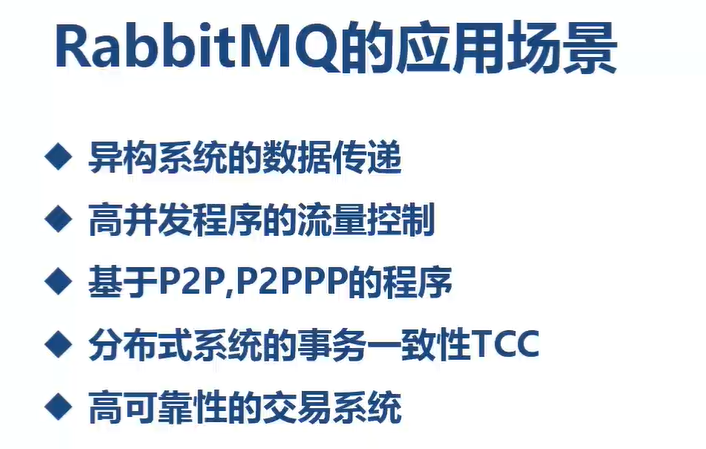 RabbitMQ的应用场景
异构系统的数据传递
高并发程序的流量控制
基于P2P,P2PPP的程序
分布式系统的事务一致性TCC
高可靠性的交易系统